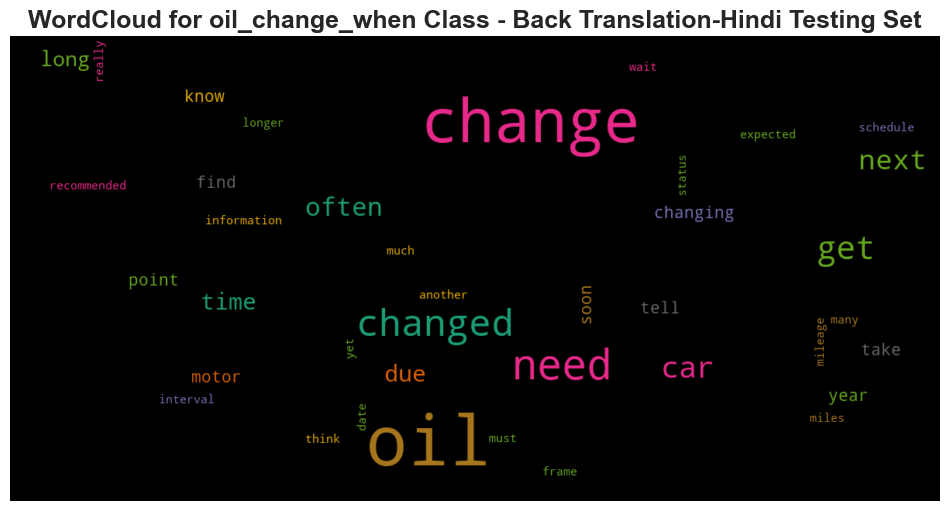 WordCloud for oil_change_when Class - Back Translation-Hindi Testing Set
long
really
wait
know
change
longer
schedule
expected
next
status
recommended
find
often
changing
information
get
much
point
another
time
soon
tell
changed
many
mileage
yet
take
need
car
due
motor
year
interval
date
miles
oil
think
must
frame